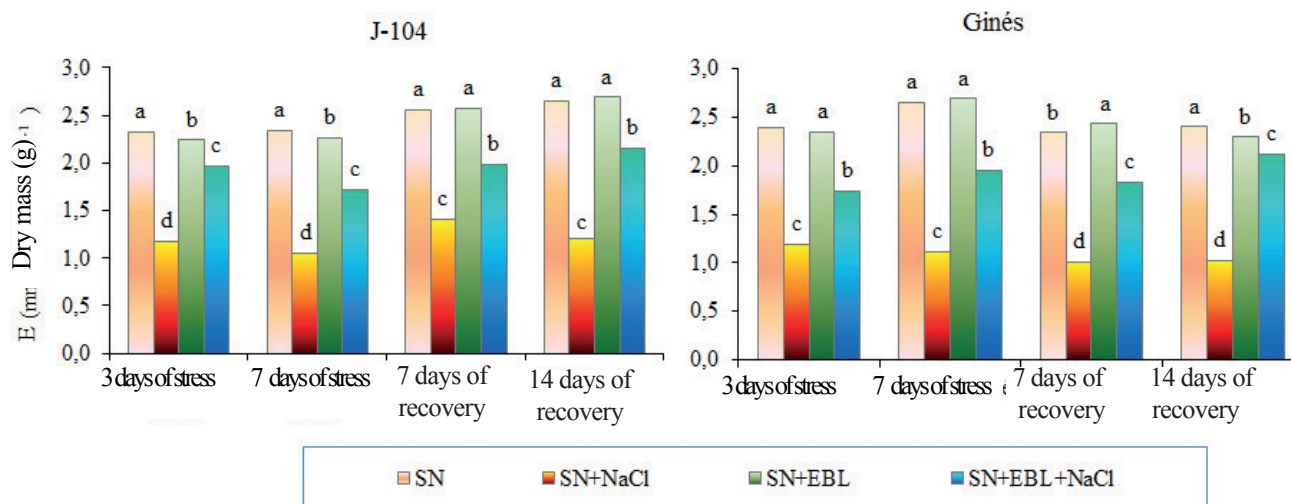 J-104
Ginés
E (mr Dry mass (g)-1 )
3,0
2,5
2,0
1,5
1,0
0,5
0,0
a d b c
a d b c
a c a b
a c a b
3 days of stress
7 days of stress
7 days of recovery
14 days of recovery
3,0
2,5
2,0
1,5
1,0
0,5
0,0
a c a b
a c a b
b d a c
a d b c
3 days of stress
7 days of stress
7 days of recovery
14 days of recovery
SN SN+NaCl SN+EBL SN+EBL+NaCl